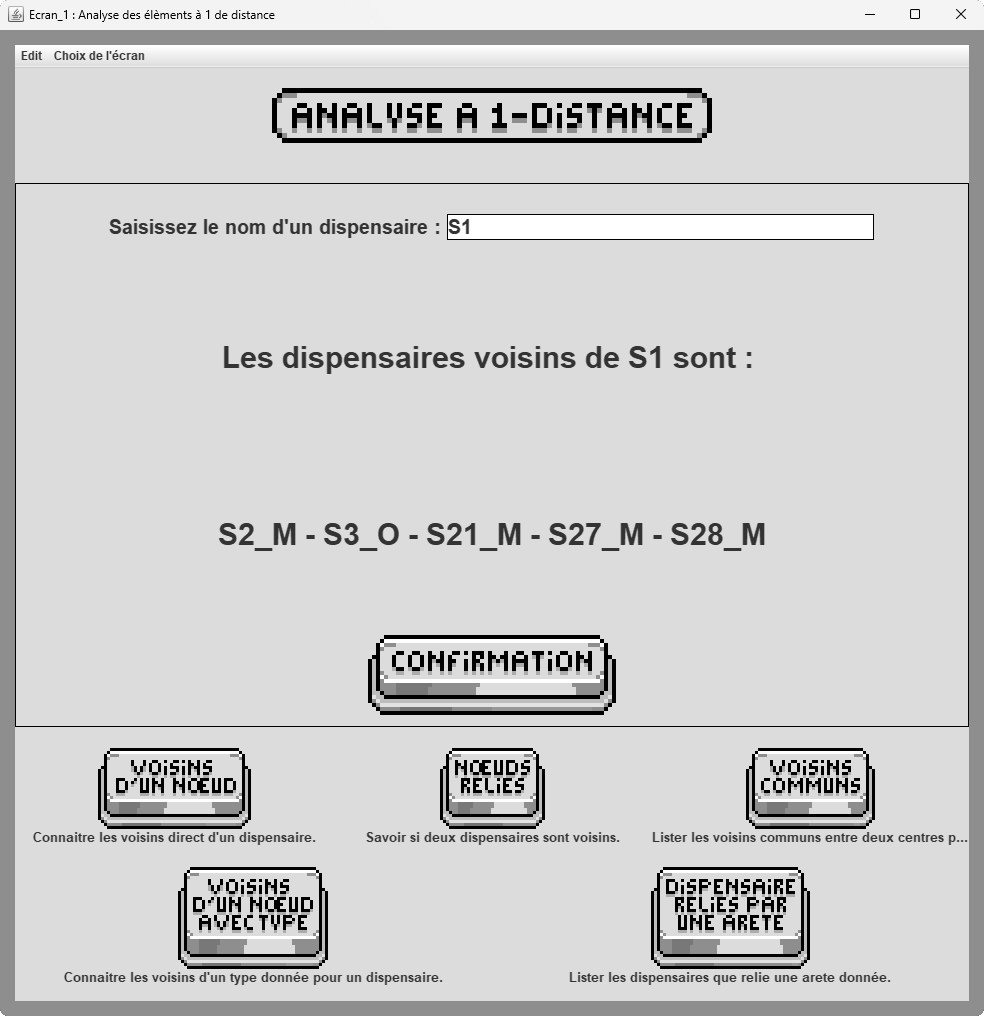 Ecran_1 : Analyse des élèments à 1 de distance
Edit Choix de l'écran
ANALYSE A 1-DiSTANCE
Saisissez le nom d'un dispensaire : S1
Les dispensaires voisins de S1 sont :
S2_M - S3_O - S21_M - S27_M - S28_M
CONFiRMATiON
VOiSiNS
D'UN NŒUD
Connaitre les voisins direct d'un dispensaire.
NŒUDS
RELiES
Savoir si deux dispensaires sont voisins.
VOiSiNS
COMMUNS
Lister les voisins communs entre deux centres p...
VOiSiNS
D'UN NŒUD
AVEC TYPE
Connaitre les voisins d'un type donnée pour un dispensaire.
DiSPENSAiRE
RELiES PAR
UNE ARETE
Lister les dispensaires que relie une arete donnée.